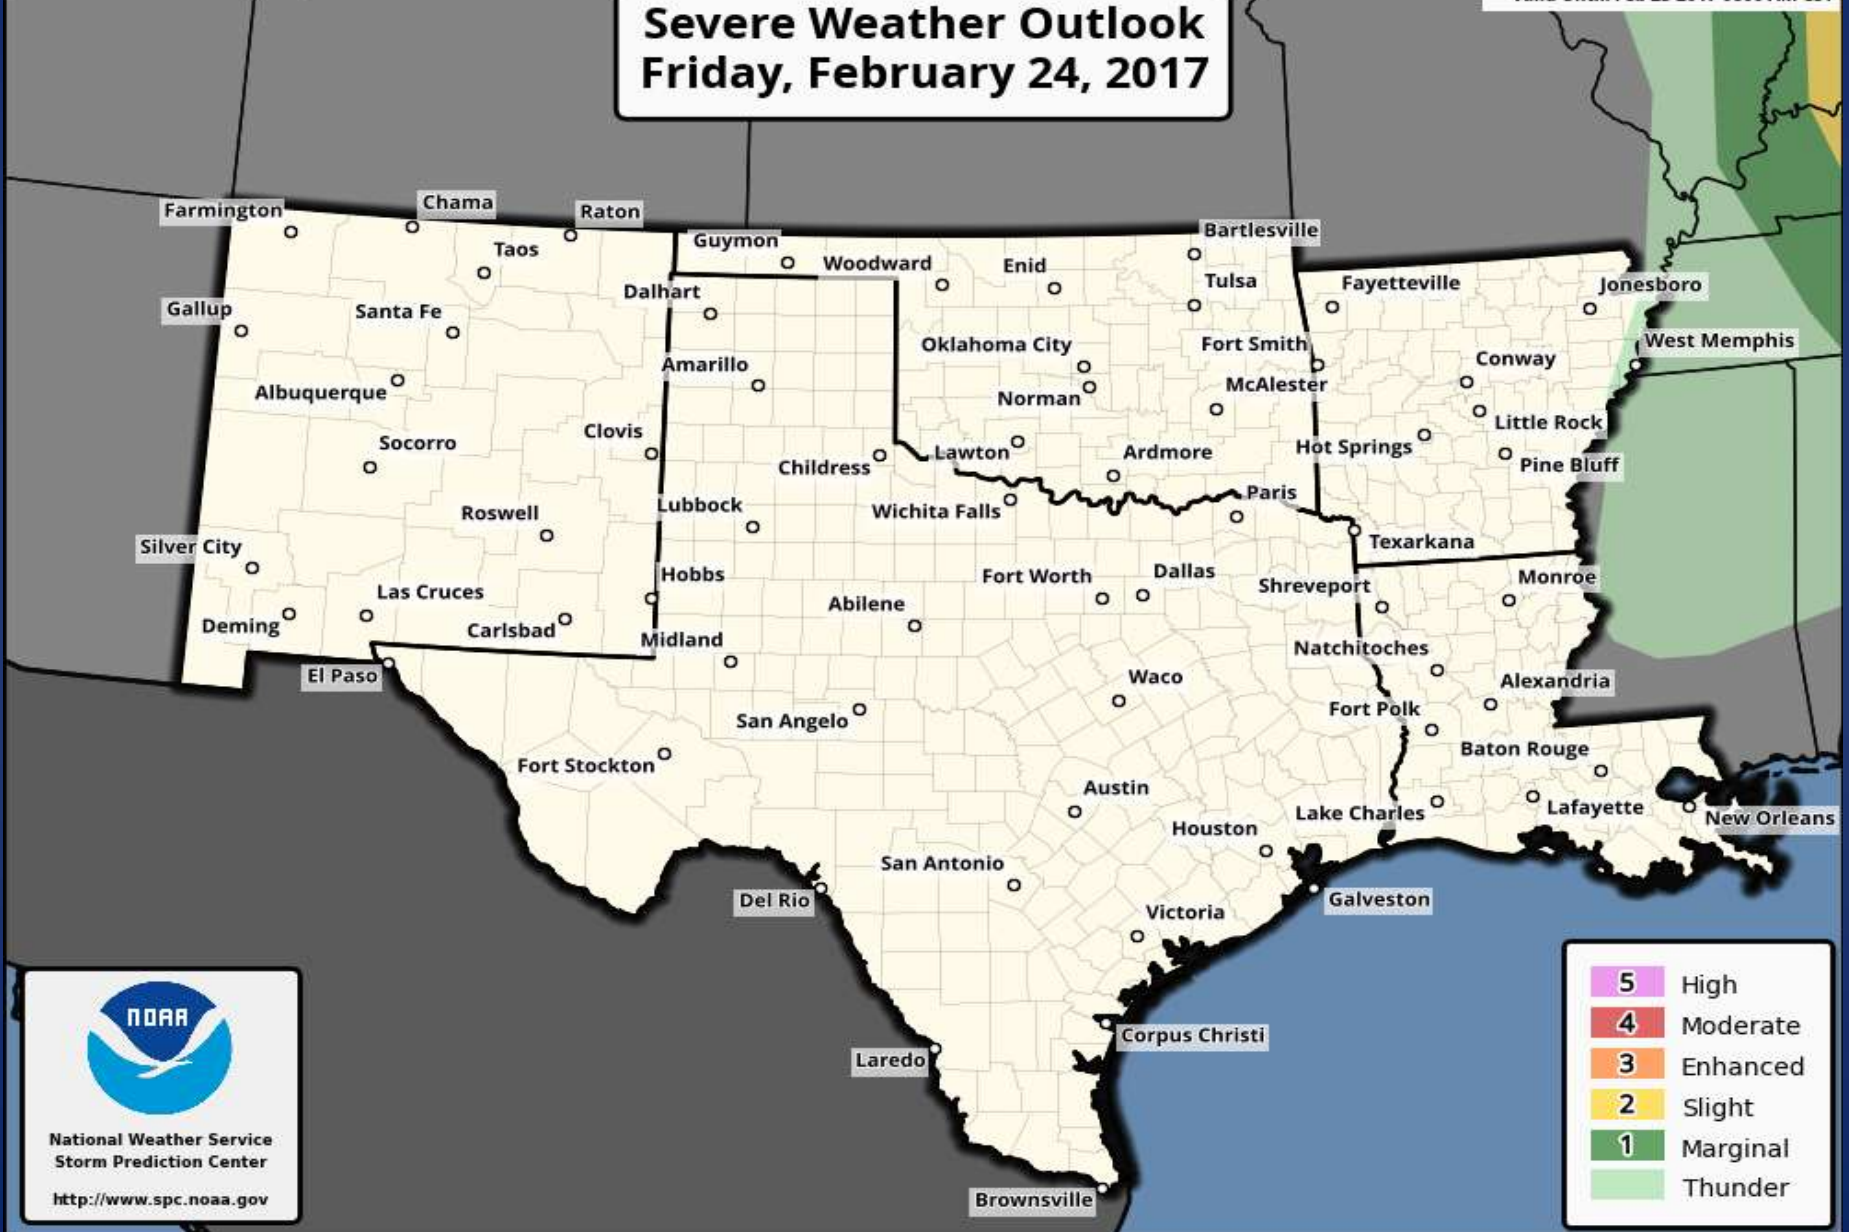 Severe Weather Outlook
Friday, February 24, 2017
Farmington
Chama
Raton
Taos
Guymon
Woodward
Enid
Bartlesville
Tulsa
Fayetteville
Jonesboro
Gallup
Santa Fe
Dalhart
Oklahoma City
Fort Smith
West Memphis
Conway
Albuquerque
Amarillo
Norman
McAlester
Socorro
Clovis
Childress
Lawton
Ardmore
Hot Springs
Little Rock
Pine Bluff
Roswell
Lubbock
Wichita Falls
Paris
Texarkana
Silver City
Las Cruces
Hobbs
Abilene
Fort Worth
Dallas
Shreveport
Monroe
Deming
Carlsbad
Midland
Natchitoches
El Paso
San Angelo
Waco
Alexandria
Fort Polk
Fort Stockton
Austin
Baton Rouge
Houston
Lake Charles
Lafayette
New Orleans
San Antonio
Del Rio
Galveston
Victoria
Laredo
Corpus Christi
Brownsville
NOAA
National Weather Service
Storm Prediction Center
http://www.spc.noaa.gov
5 High
4 Moderate
3 Enhanced
2 Slight
1 Marginal
Thunder